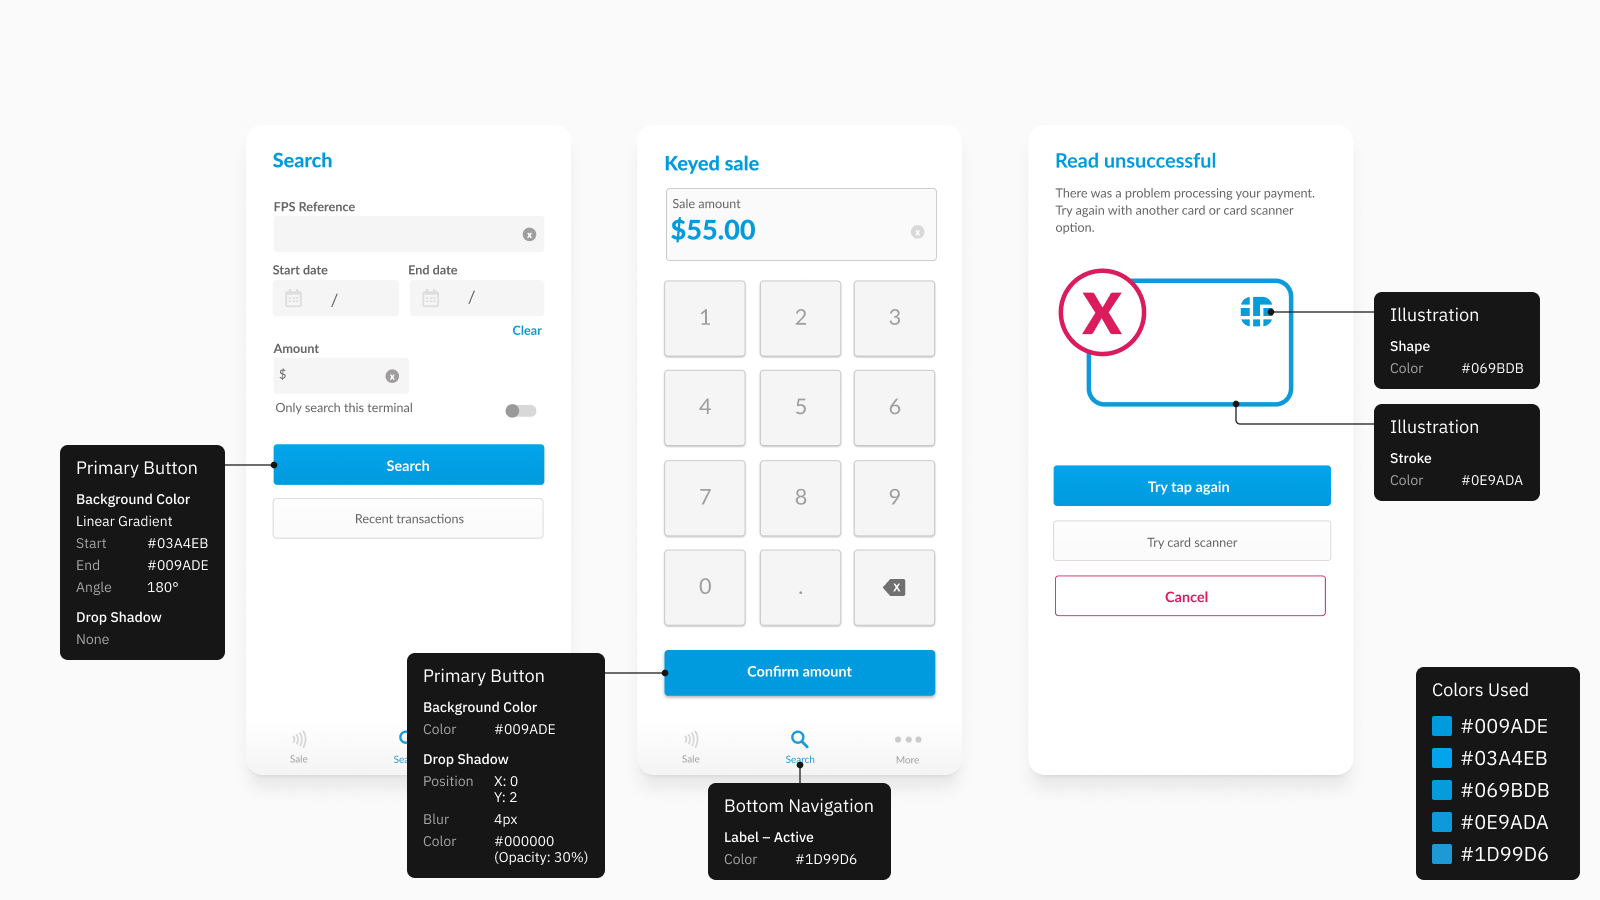 Search
FPS Reference
x
Start date
End date
/
/
Clear
Amount
$
x
Only search this terminal
Search
Recent transactions
Sale
Primary Button
Background Color
Linear Gradient
Start #03A4EB
End #009ADE
Angle 180°
Drop Shadow
None
Keyed sale
Sale amount
$55.00
x
1 2 3
4 5 6
7 8 9
0 . X
Confirm amount
Sale Search More
Primary Button
Background Color
Color #009ADE
Drop Shadow
Position X: 0
Y: 2
Blur 4px
Color #000000
(Opacity: 30%)
Bottom Navigation
Label – Active
Color #1D99D6
Read unsuccessful
There was a problem processing your payment.
Try again with another card or card scanner
option.
X
Try tap again
Try card scanner
Cancel
Illustration
Shape
Color #069BDB
Illustration
Stroke
Color #0E9ADA
Colors Used
#009ADE
#03A4EB
#069BDB
#0E9ADA
#1D99D6